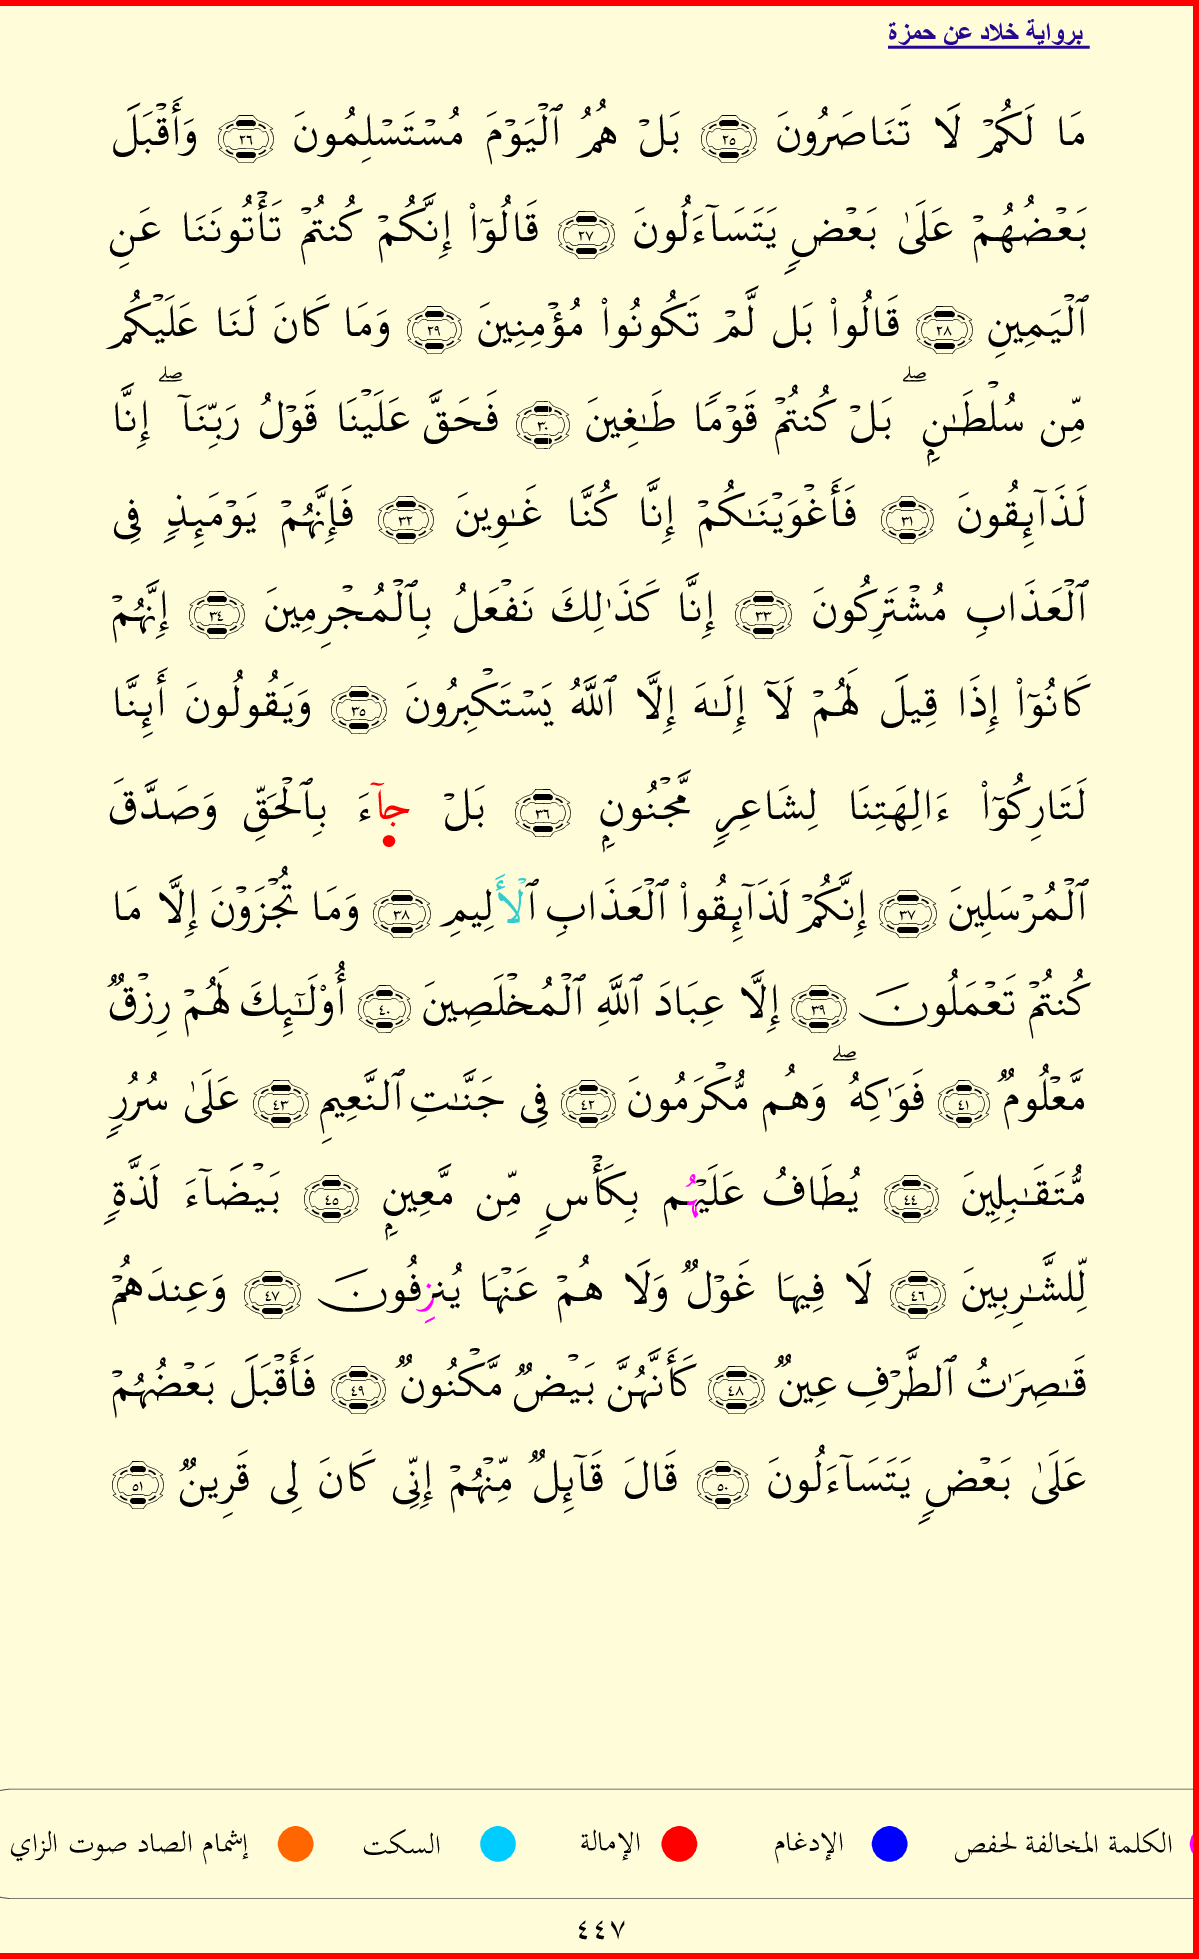 برواية خلاد عن حمزة
مَا لَكُمۡ لَا تَنَاصَرُونَ ٢٥ بَلۡ هُمُ ٱلۡيَوۡمَ مُسۡتَسۡلِمُونَ ٢٦ وَأَقۡبَلَ
بَعۡضُهُمۡ عَلَىٰ بَعۡضٖ يَتَسَآءَلُونَ ٢٧ قَالُوٓاْ إِنَّكُمۡ كُنتُمۡ تَأۡتُونَنَا عَنِ
ٱلۡيَمِينِ ٢٨ قَالُواْ بَل لَّمۡ تَكُونُواْ مُؤۡمِنِينَ ٢٩ وَمَا كَانَ لَنَا عَلَيۡكُم
مِّن سُلۡطَٰنِۭۖ بَلۡ كُنتُمۡ قَوۡمٗا طَٰغِينَ ٣٠ فَحَقَّ عَلَيۡنَا قَوۡلُ رَبِّنَآۖ إِنَّا
لَذَآئِقُونَ ٣١ فَأَغۡوَيۡنَٰكُمۡ إِنَّا كُنَّا غَٰوِينَ ٣٢ فَإِنَّهُمۡ يَوۡمَئِذٖ فِي
ٱلۡعَذَابِ مُشۡتَرِكُونَ ٣٣ إِنَّا كَذَٰلِكَ نَفۡعَلُ بِٱلۡمُجۡرِمِينَ ٣٤ إِنَّهُمۡ
كَانُوٓاْ إِذَا قِيلَ لَهُمۡ لَآ إِلَٰهَ إِلَّا ٱللَّهُ يَسۡتَكۡبِرُونَ ٣٥ وَيَقُولُونَ أَئِنَّا
لَتَارِكُوٓاْ ءَالِهَتِنَا لِشَاعِرٖ مَّجۡنُونِۭ ٣٦ بَلۡ جَآءَ بِٱلۡحَقِّ وَصَدَّقَ
ٱلۡمُرۡسَلِينَ ٣٧ إِنَّكُمۡ لَذَآئِقُواْ ٱلۡعَذَابِ ٱلۡأَلِيمِ ٣٨ وَمَا تُجۡزَوۡنَ إِلَّا مَا
كُنتُمۡ تَعۡمَلُونَ ٣٩ إِلَّا عِبَادَ ٱللَّهِ ٱلۡمُخۡلَصِينَ ٤٠ أُوْلَٰٓئِكَ لَهُمۡ رِزۡقٞ
مَّعۡلُومٞ ٤١ فَوَٰكِهُ وَهُم مُّكۡرَمُونَۖ ٤٢ فِي جَنَّٰتِ ٱلنَّعِيمِ ٤٣ عَلَىٰ سُرُرٖ
مُّتَقَٰبِلِينَ ٤٤ يُطَافُ عَلَيۡهُم بِكَأۡسٖ مِّن مَّعِينِۭ ٤٥ بَيۡضَآءَ لَذَّةٖ
لِّلشَّٰرِبِينَ ٤٦ لَا فِيهَا غَوۡلٞ وَلَا هُمۡ عَنۡهَا يُنزِفُونَ ٤٧ وَعِندَهُمۡ
قَٰصِرَٰتُ ٱلطَّرۡفِ عِينٞ ٤٨ كَأَنَّهُنَّ بَيۡضٞ مَّكۡنُونٞ ٤٩ فَأَقۡبَلَ بَعۡضُهُمۡ
عَلَىٰ بَعۡضٖ يَتَسَآءَلُونَ ٥٠ قَالَ قَآئِلٞ مِّنۡهُمۡ إِنِّي كَانَ لِي قَرِينٞ ٥١
الكلمة المخالفة لحفص الإدغام الإمالة السكت إشمام الصاد صوت الزاي
٤٤٧